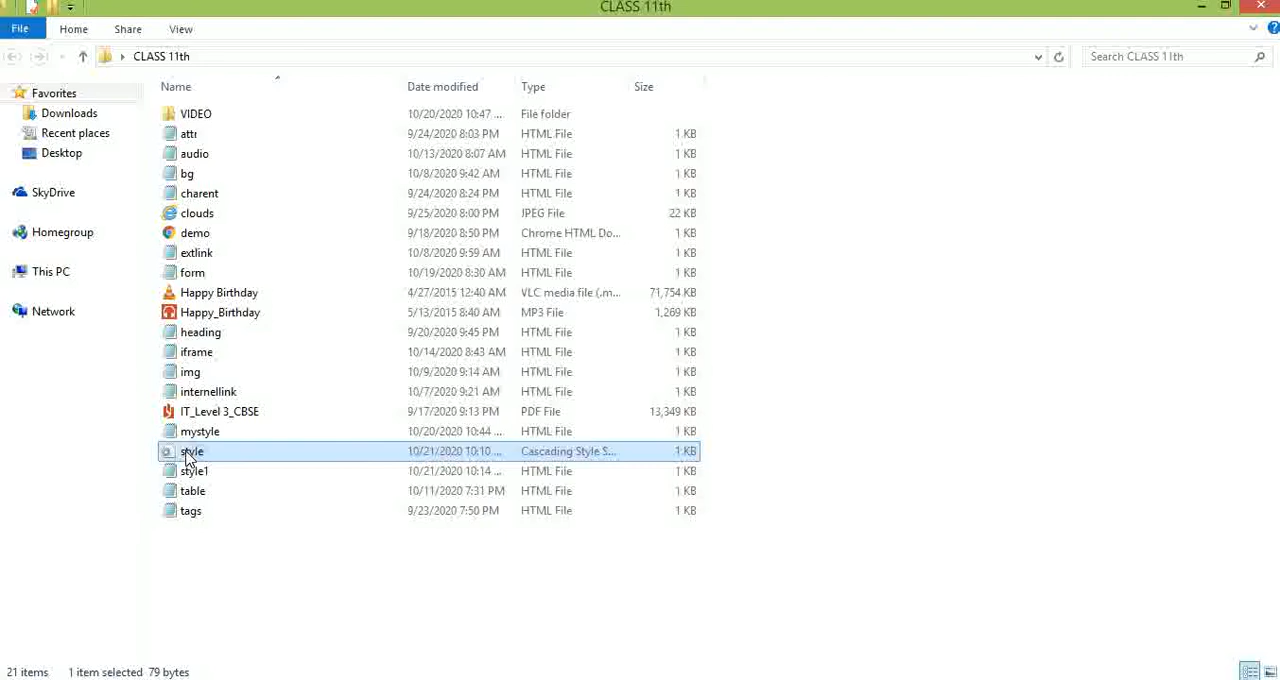 CLASS 11th
File Home Share View
CLASS 11th Search CLASS 11th
Name Date modified Type Size
Favorites
Downloads
Recent places
Desktop
SkyDrive
Homegroup
This PC
Network
VIDEO 10/20/2020 10:47 ... File folder
attr 9/24/2020 8:03 PM HTML File 1 KB
audio 10/13/2020 8:07 AM HTML File 1 KB
bg 10/8/2020 9:42 AM HTML File 1 KB
charent 9/24/2020 8:24 PM HTML File 1 KB
clouds 9/25/2020 8:00 PM JPEG File 22 KB
demo 9/18/2020 8:50 PM Chrome HTML Do... 1 KB
extlink 10/8/2020 9:59 AM HTML File 1 KB
form 10/19/2020 8:30 AM HTML File 1 KB
Happy Birthday 4/27/2015 12:40 AM VLC media file (.m... 71,754 KB
Happy_Birthday 5/13/2015 8:40 AM MP3 File 1,269 KB
heading 9/20/2020 9:45 PM HTML File 1 KB
iframe 10/14/2020 8:43 AM HTML File 1 KB
img 10/9/2020 9:14 AM HTML File 1 KB
internellink 10/7/2020 9:21 AM HTML File 1 KB
IT_Level 3_CBSE 9/17/2020 9:13 PM PDF File 13,349 KB
mystyle 10/20/2020 10:44 ... HTML File 1 KB
style 10/21/2020 10:10 ... Cascading Style S... 1 KB
style1 10/21/2020 10:14 ... HTML File 1 KB
table 10/11/2020 7:31 PM HTML File 1 KB
tags 9/23/2020 7:50 PM HTML File 1 KB
21 items 1 item selected 79 bytes